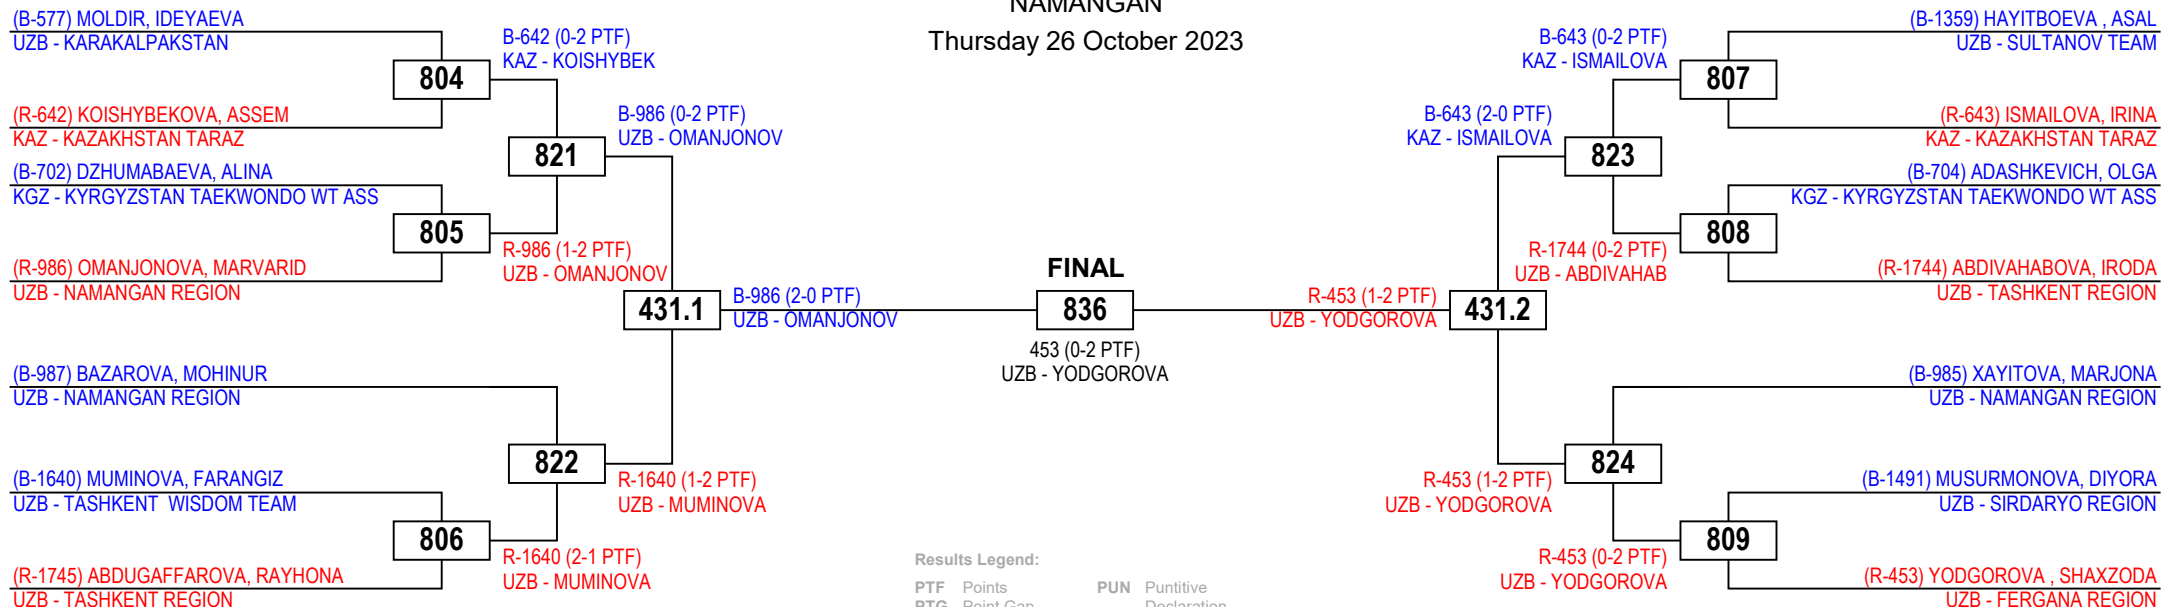 NAMANGAN
Thursday 26 October 2023
(B-577) MOLDIR, IDEYAEVA
UZB - KARAKALPAKSTAN
804
(R-642) KOISHYBEKOVA, ASSEM
KAZ - KAZAKHSTAN TARAZ
B-642 (0-2 PTF)
KAZ - KOISHYBEK
(B-702) DZHUMABAEVA, ALINA
KGZ - KYRGYZSTAN TAEKWONDO WT ASS
805
(R-986) OMANJONOVA, MARVARID
UZB - NAMANGAN REGION
R-986 (1-2 PTF)
UZB - OMANJONOV
821
B-986 (0-2 PTF)
UZB - OMANJONOV
431.1
B-986 (2-0 PTF)
UZB - OMANJONOV
(B-987) BAZAROVA, MOHINUR
UZB - NAMANGAN REGION
822
R-1640 (1-2 PTF)
UZB - MUMINOVA
(B-1640) MUMINOVA, FARANGIZ
UZB - TASHKENT  WISDOM TEAM
806
(R-1745) ABDUGAFFAROVA, RAYHONA
UZB - TASHKENT REGION
R-1640 (2-1 PTF)
UZB - MUMINOVA
FINAL
836
453 (0-2 PTF)
UZB - YODGOROVA
(B-1359) HAYITBOEVA , ASAL
UZB - SULTANOV TEAM
807
(R-643) ISMAILOVA, IRINA
KAZ - KAZAKHSTAN TARAZ
B-643 (0-2 PTF)
KAZ - ISMAILOVA
(B-704) ADASHKEVICH, OLGA
KGZ - KYRGYZSTAN TAEKWONDO WT ASS
808
(R-1744) ABDIVAHABOVA, IRODA
UZB - TASHKENT REGION
R-1744 (0-2 PTF)
UZB - ABDIVAHAB
823
B-643 (2-0 PTF)
KAZ - ISMAILOVA
431.2
R-453 (1-2 PTF)
UZB - YODGOROVA
(B-985) XAYITOVA, MARJONA
UZB - NAMANGAN REGION
824
R-453 (1-2 PTF)
UZB - YODGOROVA
(B-1491) MUSURMONOVA, DIYORA
UZB - SIRDARYO REGION
809
(R-453) YODGOROVA , SHAXZODA
UZB - FERGANA REGION
R-453 (0-2 PTF)
UZB - YODGOROVA
Results Legend:
PTF Points PUN Puntitive
PTG Point Gap Declaration